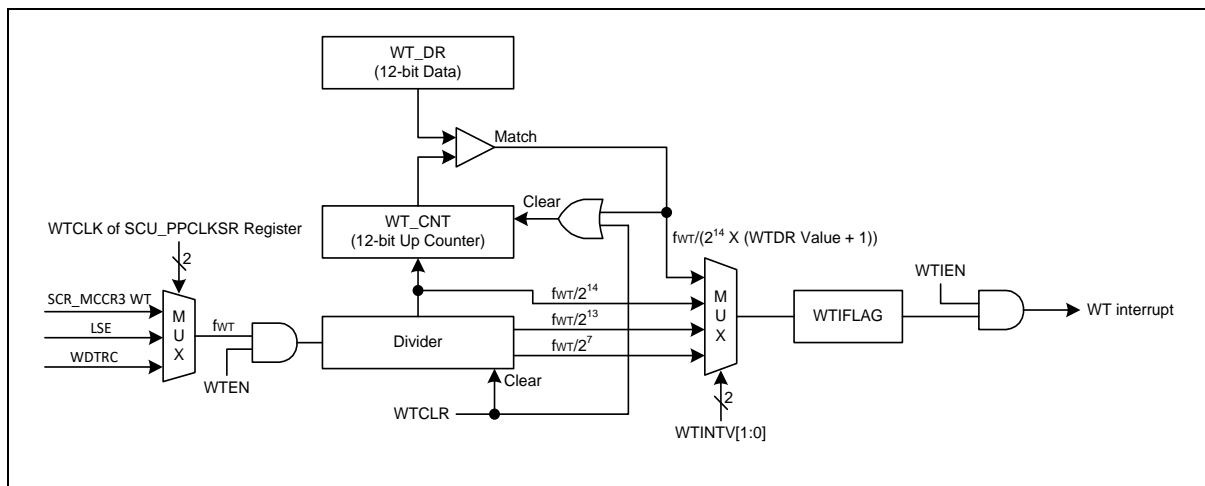 WT_DR
(12-bit Data)
Match
Clear
WTCLK of SCU_PPCLKSR Register
WT_CNT
(12-bit Up Counter)
fWT/(2^14 X (WTDR Value + 1))
2
SCR_MCCR3 WT
LSE
WDTRC
MUX
fWT
WTEN
Divider
fWT/2^14
fWT/2^13
fWT/2^7
Clear
WTCLR
MUX
2
WTINTV[1:0]
WTIFLAG
WTIEN
WT interrupt